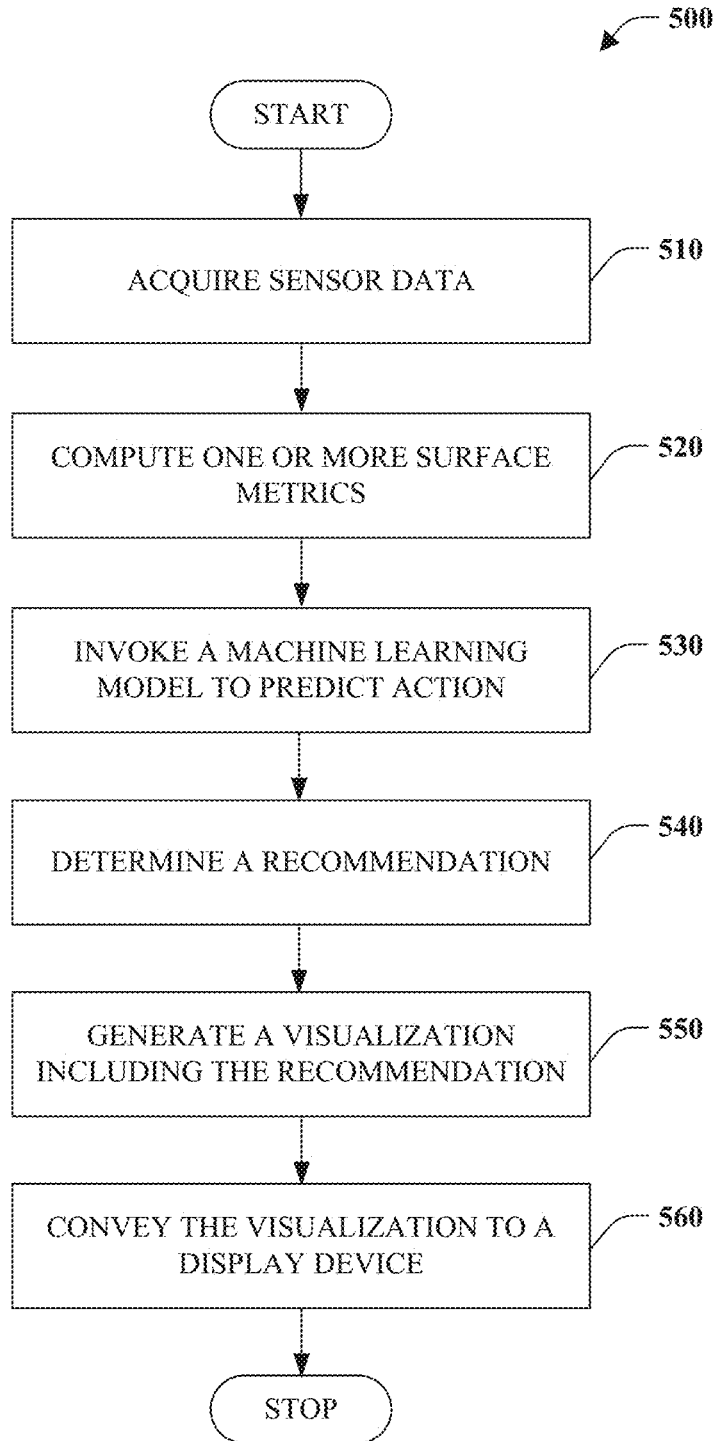 500
START
ACQUIRE SENSOR DATA
510
COMPUTE ONE OR MORE SURFACE
METRICS
520
INVOKE A MACHINE LEARNING
MODEL TO PREDICT ACTION
530
DETERMINE A RECOMMENDATION
540
GENERATE A VISUALIZATION
INCLUDING THE RECOMMENDATION
550
CONVEY THE VISUALIZATION TO A
DISPLAY DEVICE
560
STOP